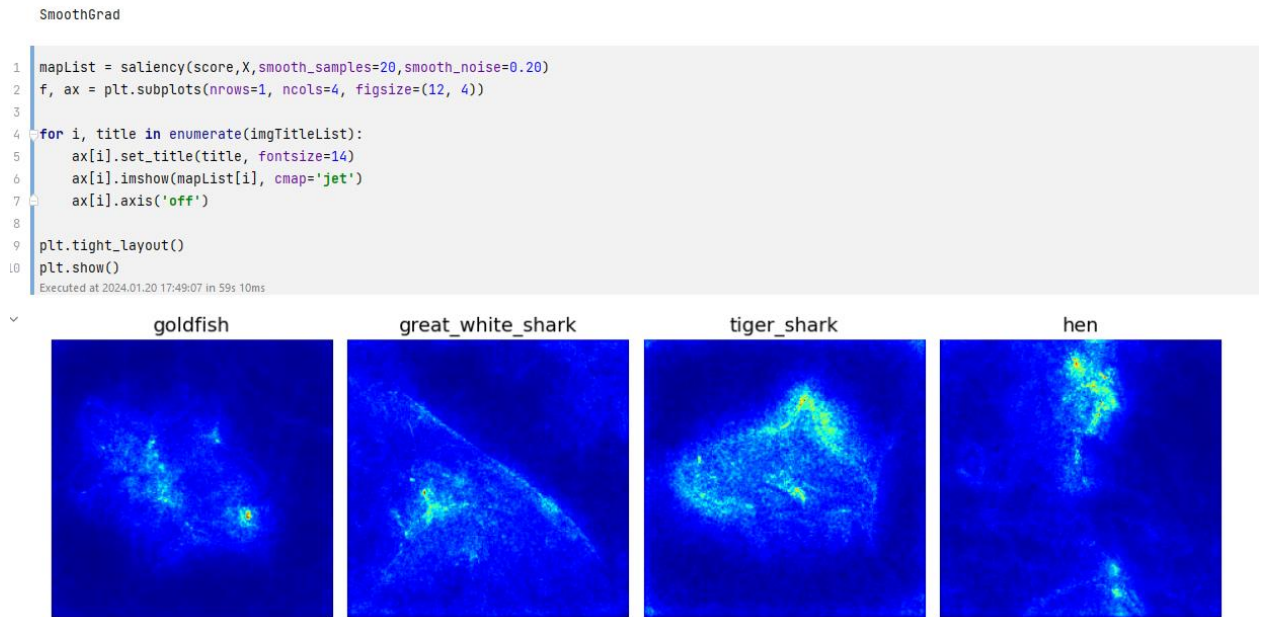 SmoothGrad
1 mapList = saliency(score,X,smooth_samples=20,smooth_noise=0.20)
2 f, ax = plt.subplots(nrows=1, ncols=4, figsize=(12, 4))
3
4 for i, title in enumerate(imgTitleList):
5 ax[i].set_title(title, fontsize=14)
6 ax[i].imshow(mapList[i], cmap='jet')
7 ax[i].axis('off')
8
9 plt.tight_layout()
10 plt.show()
Executed at 2024.01.20 17:49:07 in 59s 10ms
goldfish great_white_shark tiger_shark hen